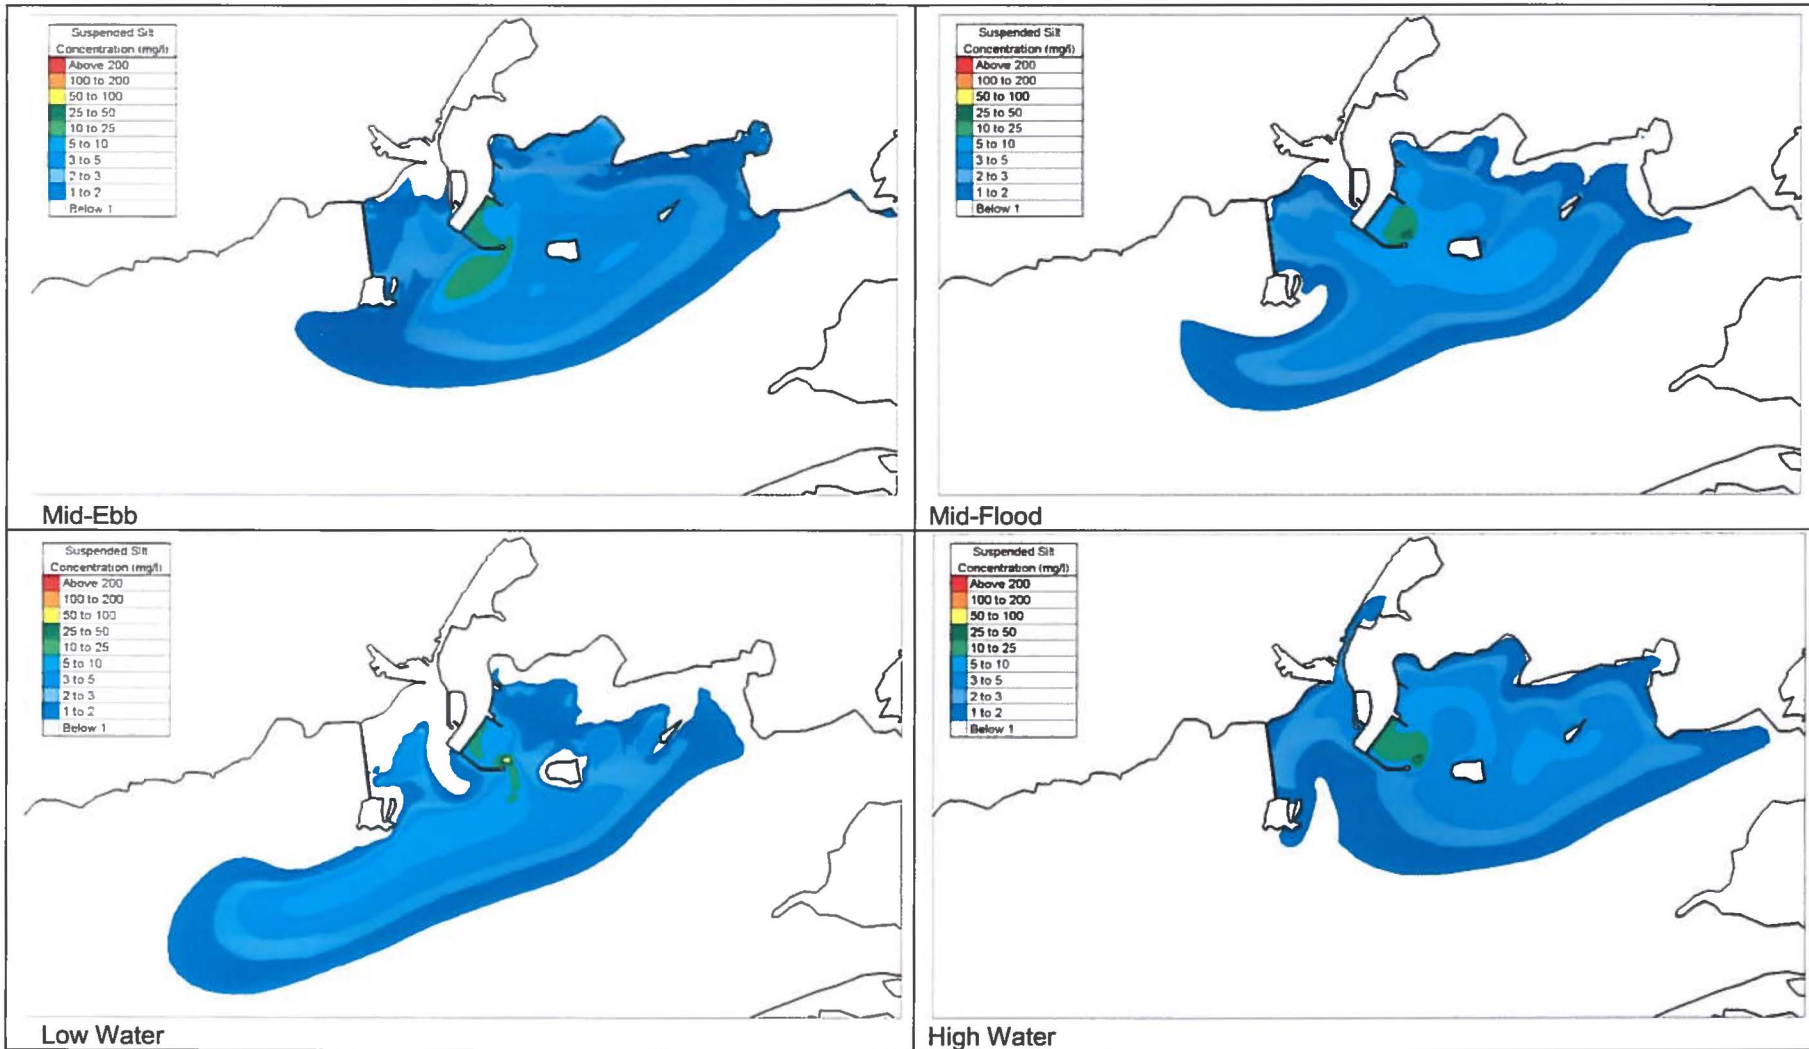 Suspended Silt
Concentration (mg/l)
Above 200
100 to 200
50 to 100
25 to 50
10 to 25
5 to 10
3 to 5
2 to 3
1 to 2
Below 1
Mid-Ebb
Suspended Silt
Concentration (mg/l)
Above 200
100 to 200
50 to 100
25 to 50
10 to 25
5 to 10
3 to 5
2 to 3
1 to 2
Below 1
Mid-Flood
Suspended Silt
Concentration (mg/l)
Above 200
100 to 200
50 to 100
25 to 50
10 to 25
5 to 10
3 to 5
2 to 3
1 to 2
Below 1
Low Water
Suspended Silt
Concentration (mg/l)
Above 200
100 to 200
50 to 100
25 to 50
10 to 25
5 to 10
3 to 5
2 to 3
1 to 2
Below 1
High Water